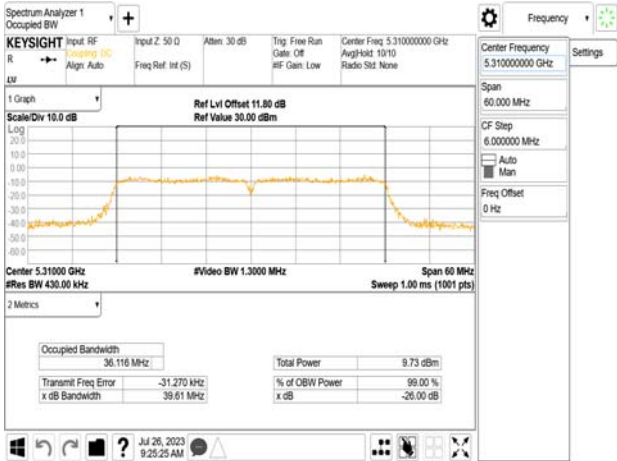 Spectrum Analyzer 1
Occupied BW
Frequency
KEYSIGHT
Input: RF
Coupling: DC
Align: Auto
Input Z: 50 Ω
Freq Ref: Int (S)
Atten: 30 dB
Trig: Free Run
Gate: Off
#IF Gain: Low
Center Freq: 5.310000000 GHz
Avg|Hold: 10/10
Radio Std: None
R
LXI
Center Frequency
5.310000000 GHz
Settings
Span
60.000 MHz
CF Step
6.000000 MHz
Auto
Man
Freq Offset
0 Hz
1 Graph
Scale/Div 10.0 dB
Ref Lvl Offset 11.80 dB
Ref Value 30.00 dBm
Log
20.0
10.0
0.00
-10.0
-20.0
-30.0
-40.0
-50.0
-60.0
Center 5.31000 GHz
#Video BW 1.3000 MHz
Span 60 MHz
#Res BW 430.00 kHz
Sweep 1.00 ms (1001 pts)
2 Metrics
Occupied Bandwidth
36.116 MHz
Total Power 9.73 dBm
Transmit Freq Error -31.270 kHz
% of OBW Power 99.00 %
x dB Bandwidth 39.61 MHz
x dB -26.00 dB
?
Jul 26, 2023
9:25:25 AM